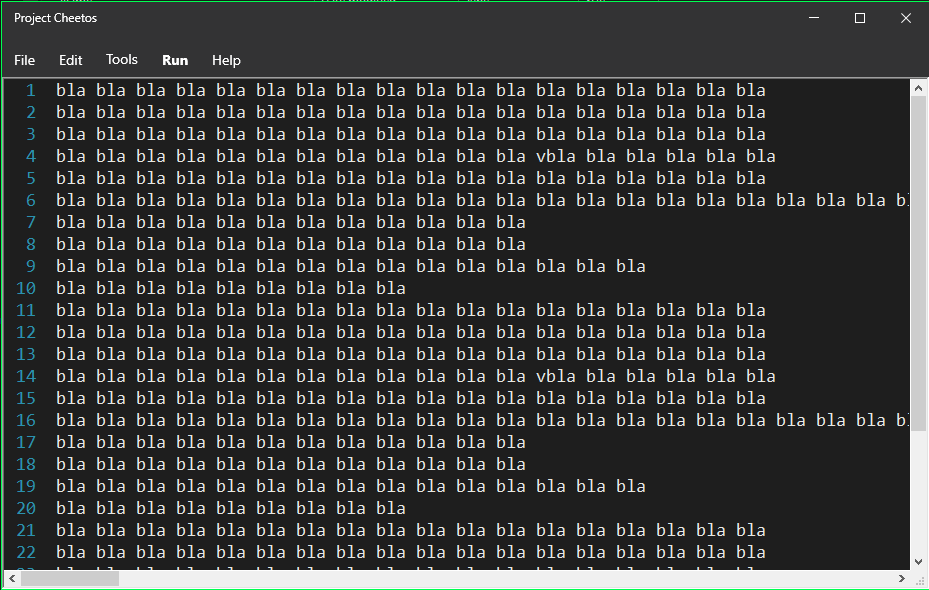 Project Cheetos
File Edit Tools Run Help
1 bla bla bla bla bla bla bla bla bla bla bla bla bla bla bla bla bla bla
2 bla bla bla bla bla bla bla bla bla bla bla bla bla bla bla bla bla bla
3 bla bla bla bla bla bla bla bla bla bla bla bla bla bla bla bla bla bla
4 bla bla bla bla bla bla bla bla bla bla bla bla vbla bla bla bla bla bla
5 bla bla bla bla bla bla bla bla bla bla bla bla bla bla bla bla bla bla
6 bla bla bla bla bla bla bla bla bla bla bla bla bla bla bla bla bla bla bla bla bla
7 bla bla bla bla bla bla bla bla bla bla bla bla
8 bla bla bla bla bla bla bla bla bla bla bla bla
9 bla bla bla bla bla bla bla bla bla bla bla bla bla bla bla
10 bla bla bla bla bla bla bla bla bla
11 bla bla bla bla bla bla bla bla bla bla bla bla bla bla bla bla bla bla
12 bla bla bla bla bla bla bla bla bla bla bla bla bla bla bla bla bla bla
13 bla bla bla bla bla bla bla bla bla bla bla bla bla bla bla bla bla bla
14 bla bla bla bla bla bla bla bla bla bla bla bla vbla bla bla bla bla bla
15 bla bla bla bla bla bla bla bla bla bla bla bla bla bla bla bla bla bla
16 bla bla bla bla bla bla bla bla bla bla bla bla bla bla bla bla bla bla bla bla bla
17 bla bla bla bla bla bla bla bla bla bla bla bla
18 bla bla bla bla bla bla bla bla bla bla bla bla
19 bla bla bla bla bla bla bla bla bla bla bla bla bla bla bla
20 bla bla bla bla bla bla bla bla bla
21 bla bla bla bla bla bla bla bla bla bla bla bla bla bla bla bla bla bla
22 bla bla bla bla bla bla bla bla bla bla bla bla bla bla bla bla bla bla